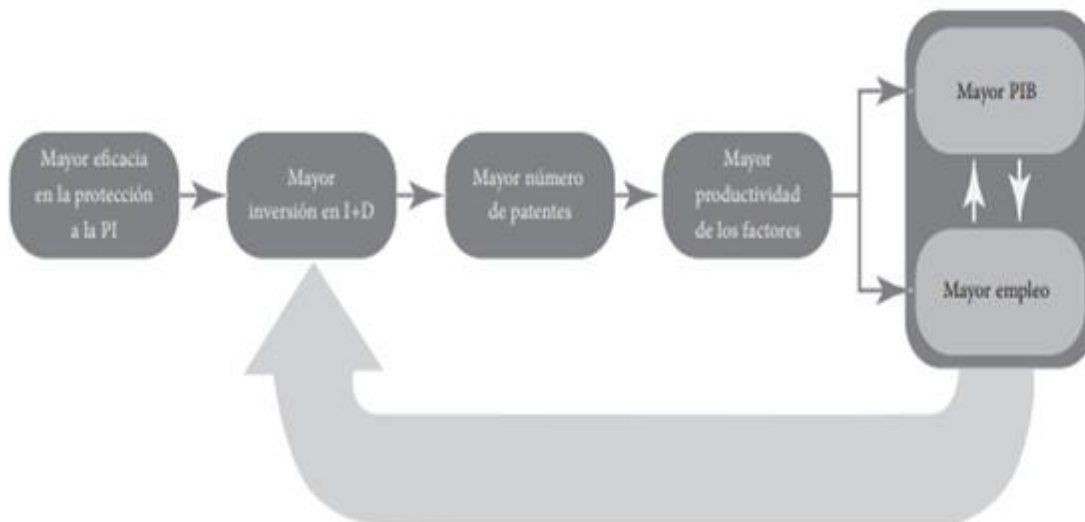 Mayor eficacia
en la protección
a la PI
Mayor
inversión en I+D
Mayor número
de patentes
Mayor
productividad
de los factores
Mayor PIB
Mayor empleo